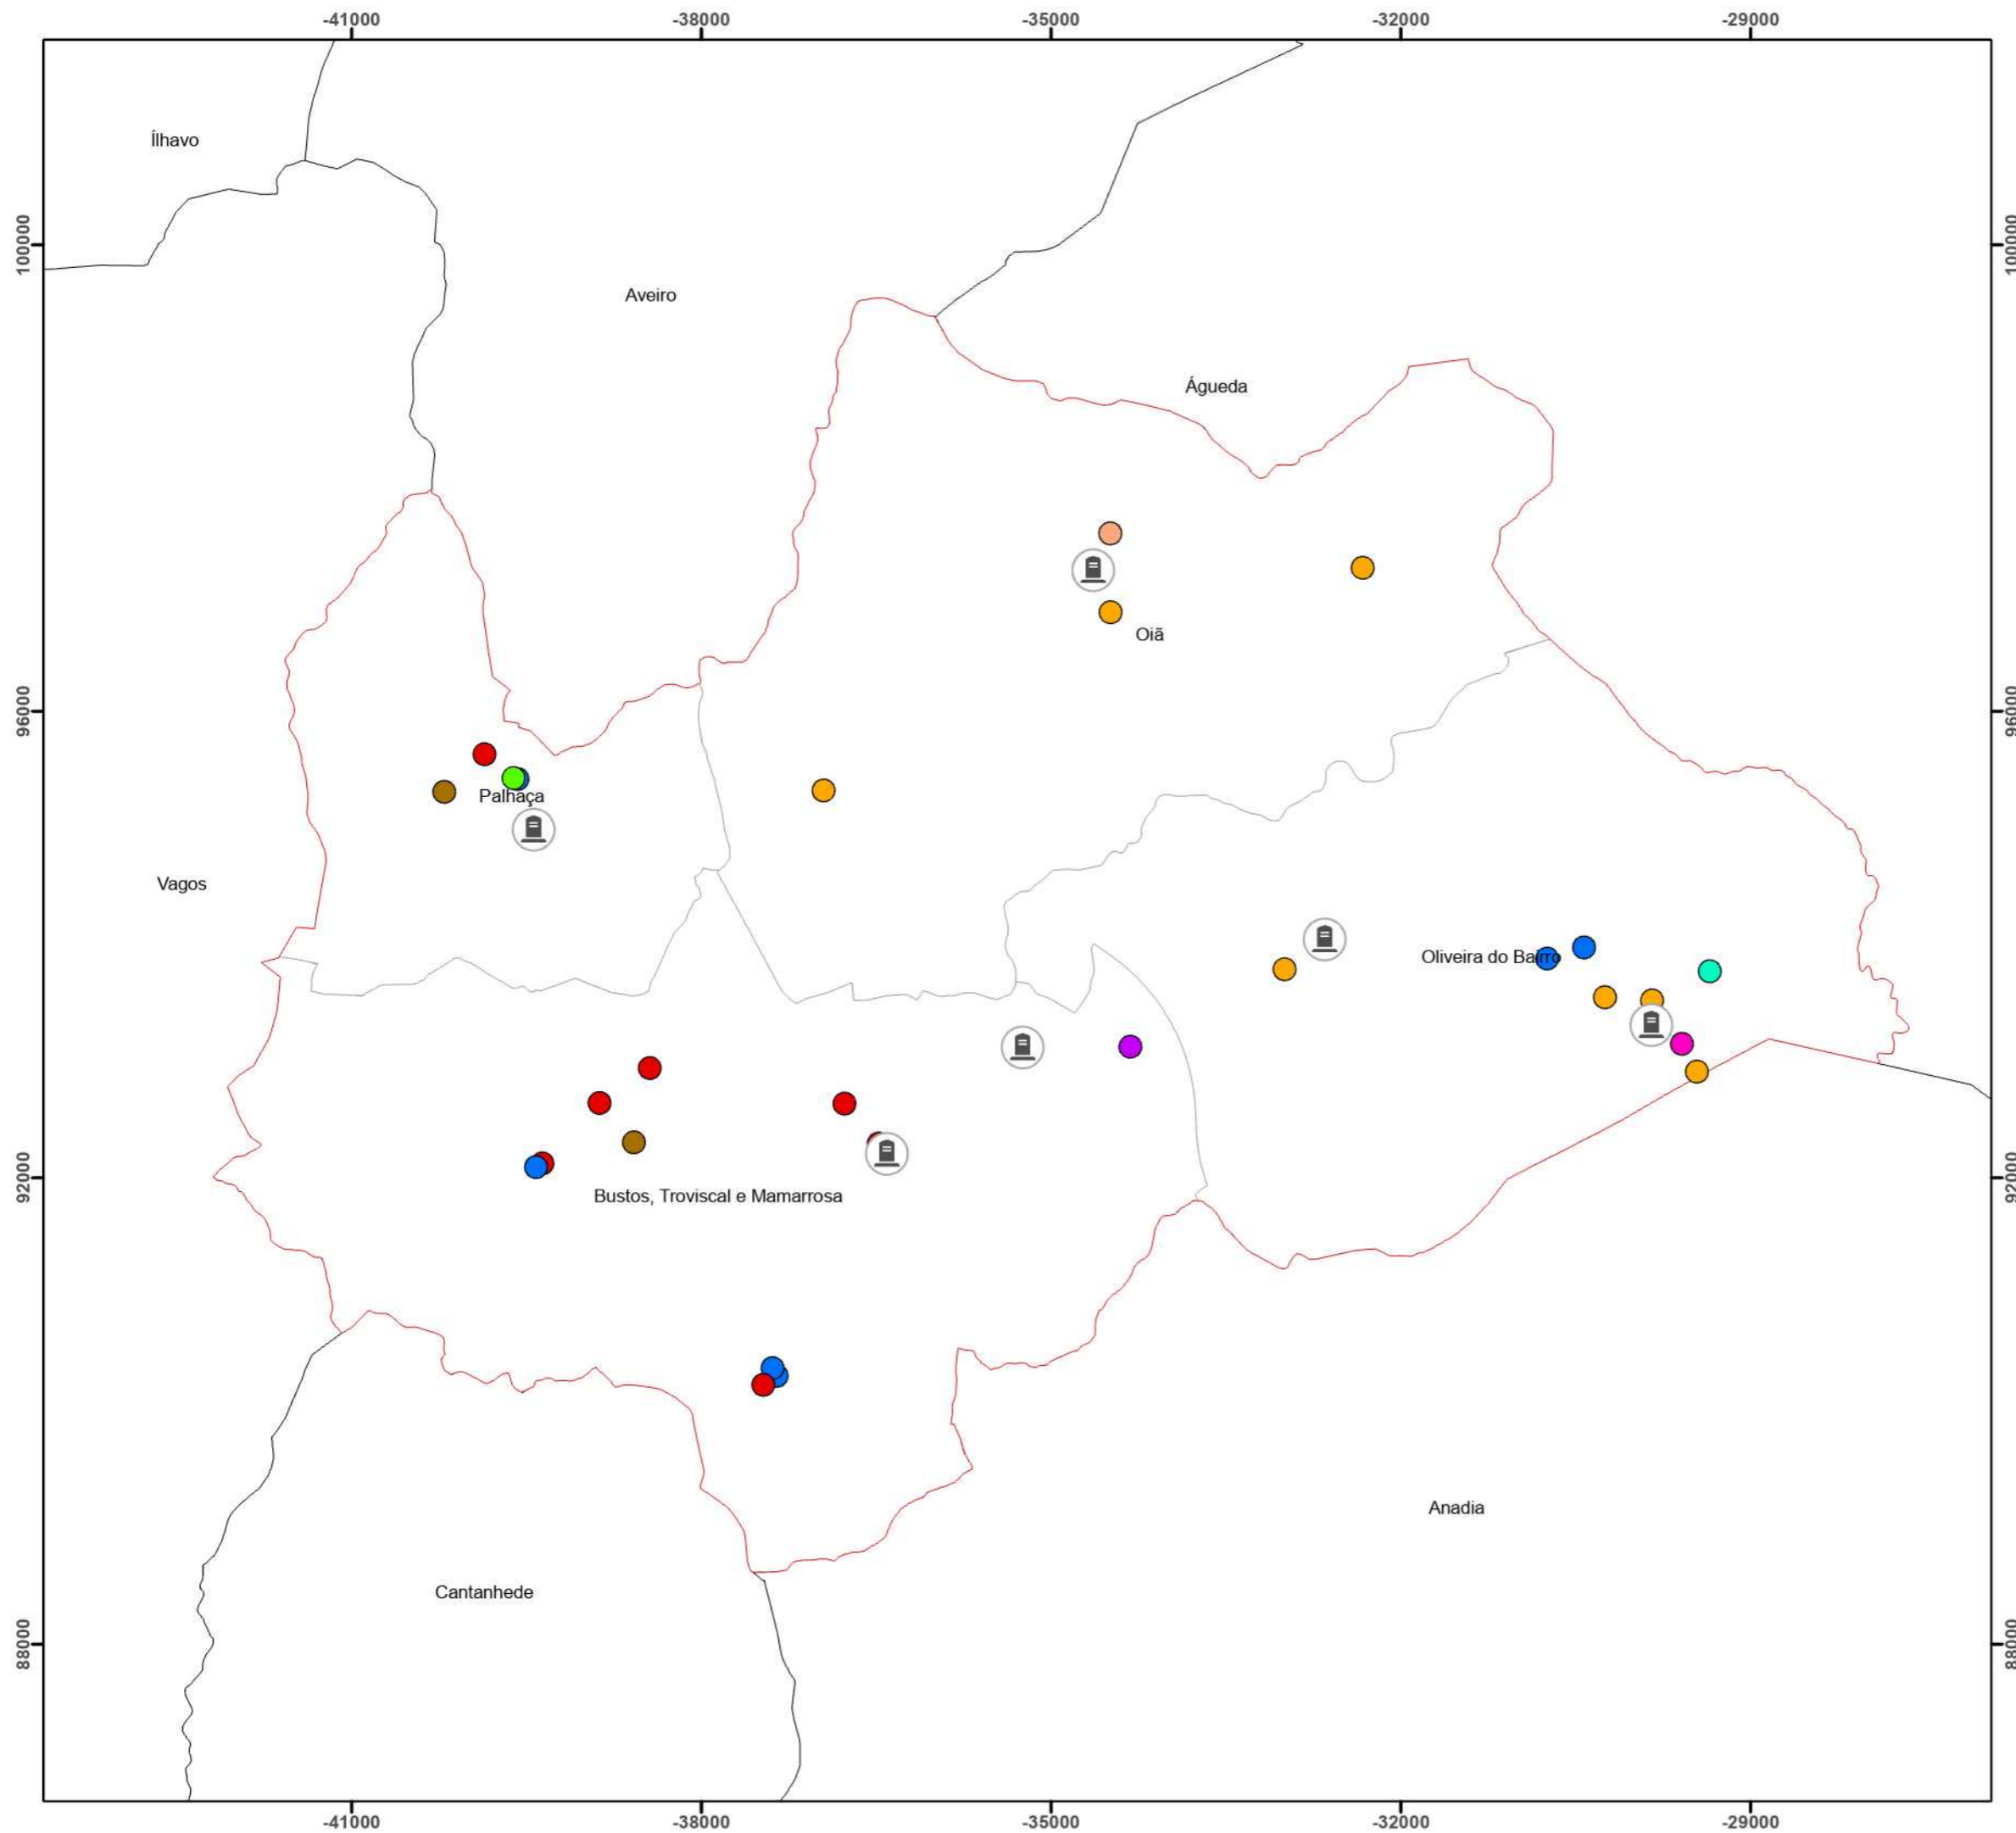 -41000 -38000 -35000 -32000 -29000
Ílhavo
100000 100000
Aveiro
Águeda
Oiã
96000 96000
Palhaça
Vagos
Oliveira do Bairro
92000 92000
Bustos, Troviscal e Mamarrosa
Anadia
Cantanhede
88000 88000
-41000 -38000 -35000 -32000 -29000